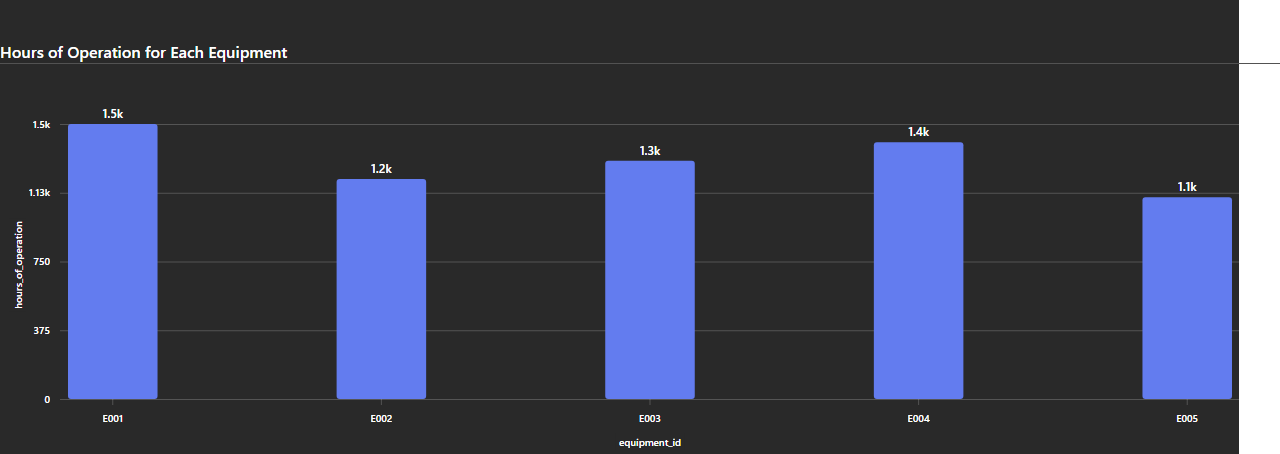 Hours of Operation for Each Equipment
1.5k
1.2k
1.3k
1.4k
1.1k
1.5k
1.13k
750
375
0
hours_of_operation
E001
E002
E003
E004
E005
equipment_id